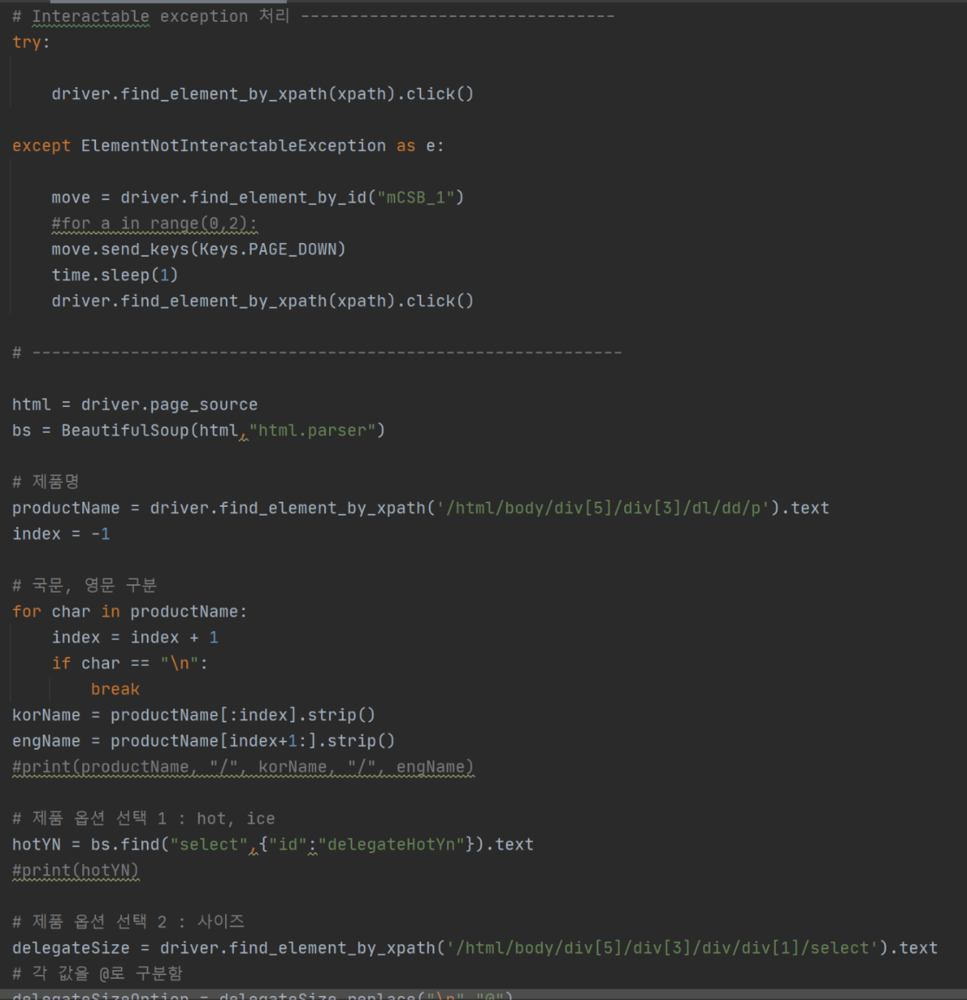 # Interactable exception 처리 --------------------------------
try:
driver.find_element_by_xpath(xpath).click()
except ElementNotInteractableException as e:
move = driver.find_element_by_id("mCSB_1")
#for a in range(0,2):
move.send_keys(Keys.PAGE_DOWN)
time.sleep(1)
driver.find_element_by_xpath(xpath).click()
# ------------------------------------------------------------
html = driver.page_source
bs = BeautifulSoup(html,"html.parser")
# 제품명
productName = driver.find_element_by_xpath('/html/body/div[5]/div[3]/dl/dd/p').text
index = -1
# 국문, 영문 구분
for char in productName:
index = index + 1
if char == "\n":
break
korName = productName[:index].strip()
engName = productName[index+1:].strip()
#print(productName, "/", korName, "/", engName)
# 제품 옵션 선택 1 : hot, ice
hotYN = bs.find("select",{"id":"delegateHotYn"}).text
#print(hotYN)
# 제품 옵션 선택 2 : 사이즈
delegateSize = driver.find_element_by_xpath('/html/body/div[5]/div[3]/div/div[1]/select').text
# 각 값을 @로 구분함
delegateSizeOption = delegateSize.replace("\n","@")